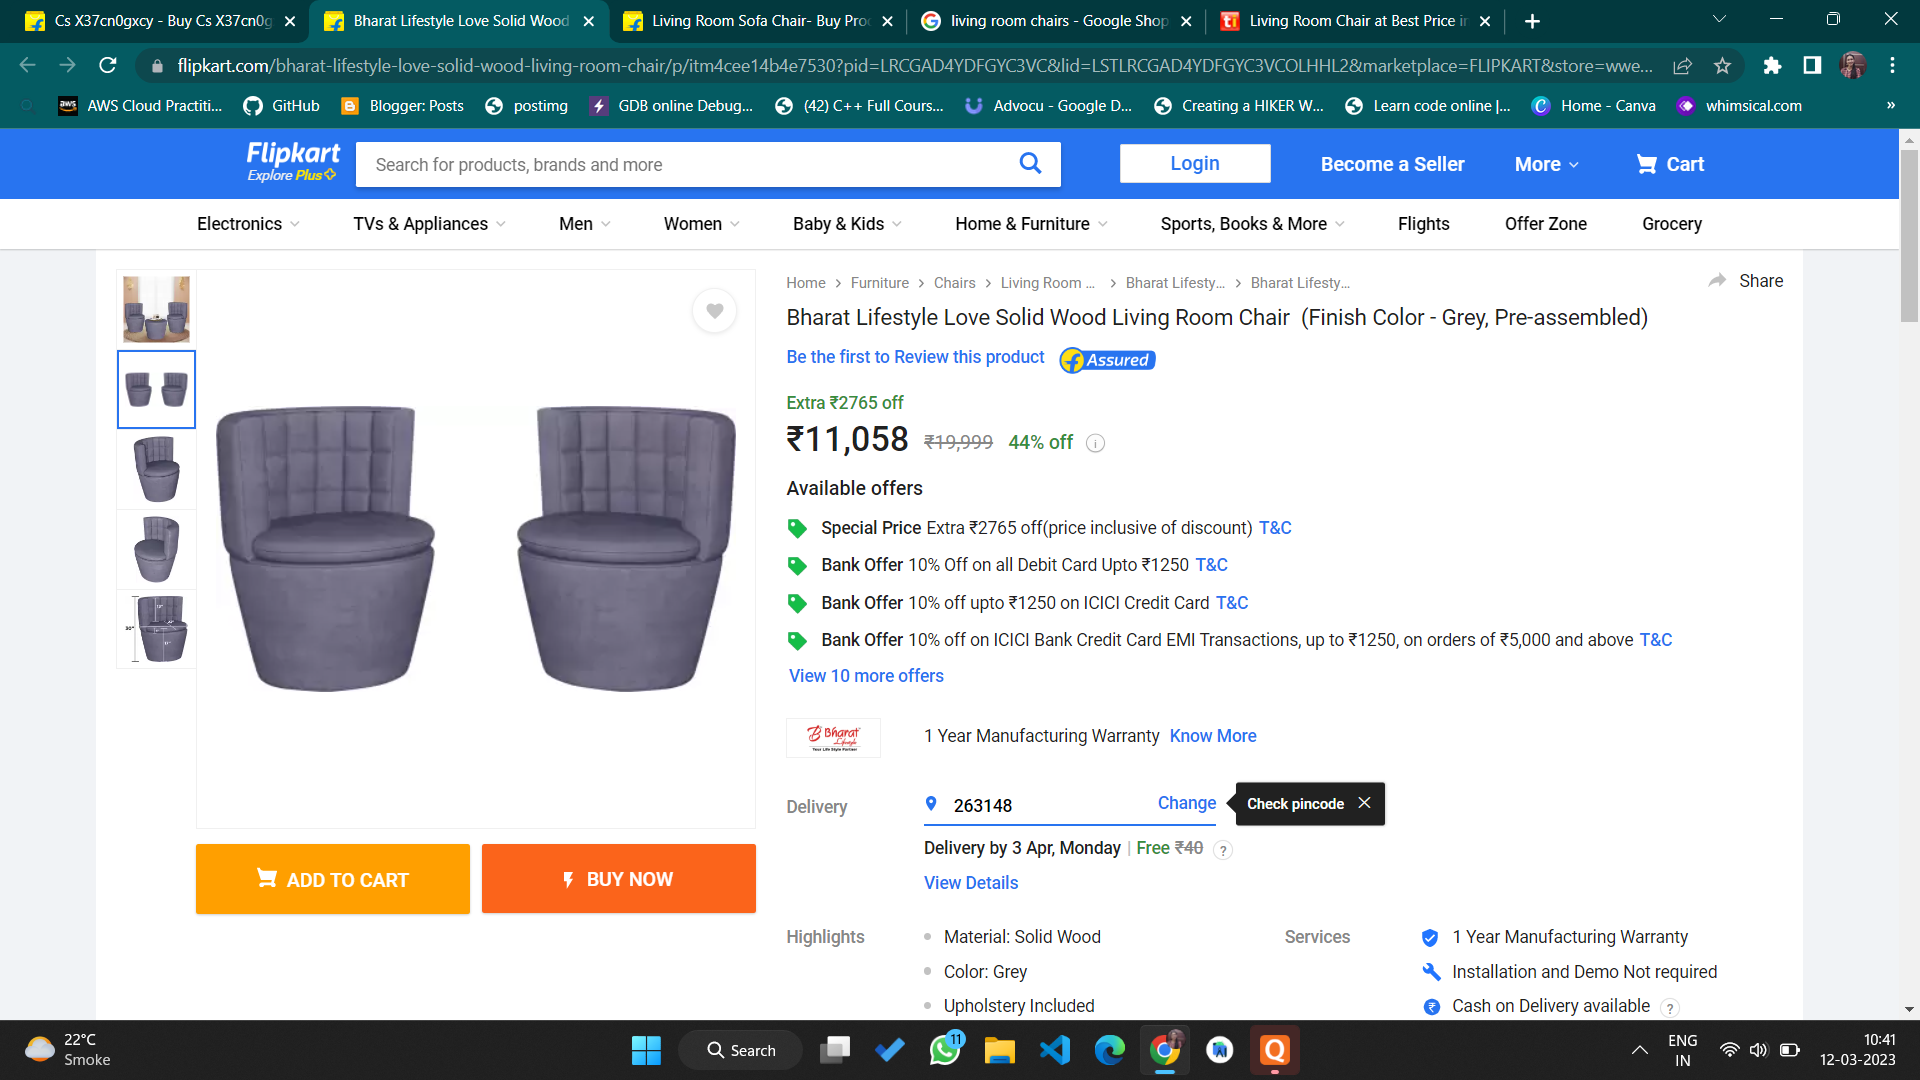 Cs X37cn0gxcy - Buy Cs X37cn0g
Bharat Lifestyle Love Solid Wood
Living Room Sofa Chair- Buy Pro
living room chairs - Google Shop
Living Room Chair at Best Price in
flipkart.com/bharat-lifestyle-love-solid-wood-living-room-chair/p/itm4cee14b4e7530?pid=LRCGAD4YDFGYC3VC&lid=LSTLRCGAD4YDFGYC3VCOLHHL2&marketplace=FLIPKART&store=wwe...
aws AWS Cloud Practiti...
GitHub
Blogger: Posts
postimg
GDB online Debug...
(42) C++ Full Cours...
Advocu - Google D...
Creating a HIKER W...
Learn code online |...
Home - Canva
whimsical.com
Flipkart
Explore Plus
Search for products, brands and more
Login
Become a Seller
More
Cart
Electronics
TVs & Appliances
Men
Women
Baby & Kids
Home & Furniture
Sports, Books & More
Flights
Offer Zone
Grocery
Home > Furniture > Chairs > Living Room ... > Bharat Lifesty... > Bharat Lifesty...
Share
Bharat Lifestyle Love Solid Wood Living Room Chair (Finish Color - Grey, Pre-assembled)
Be the first to Review this product
Assured
Extra ₹2765 off
₹11,058 ₹19,999 44% off
Available offers
Special Price Extra ₹2765 off(price inclusive of discount) T&C
Bank Offer 10% Off on all Debit Card Upto ₹1250 T&C
Bank Offer 10% off upto ₹1250 on ICICI Credit Card T&C
Bank Offer 10% off on ICICI Bank Credit Card EMI Transactions, up to ₹1250, on orders of ₹5,000 and above T&C
View 10 more offers
Bharat
Lifestyle
Your Life Style Partner
1 Year Manufacturing Warranty Know More
Delivery
263148
Change
Check pincode
Delivery by 3 Apr, Monday | Free ₹40 ?
View Details
ADD TO CART
BUY NOW
Highlights
Material: Solid Wood
Color: Grey
Upholstery Included
Services
1 Year Manufacturing Warranty
Installation and Demo Not required
Cash on Delivery available ?
22°C
Smoke
Search
11
ENG
IN
10:41
12-03-2023